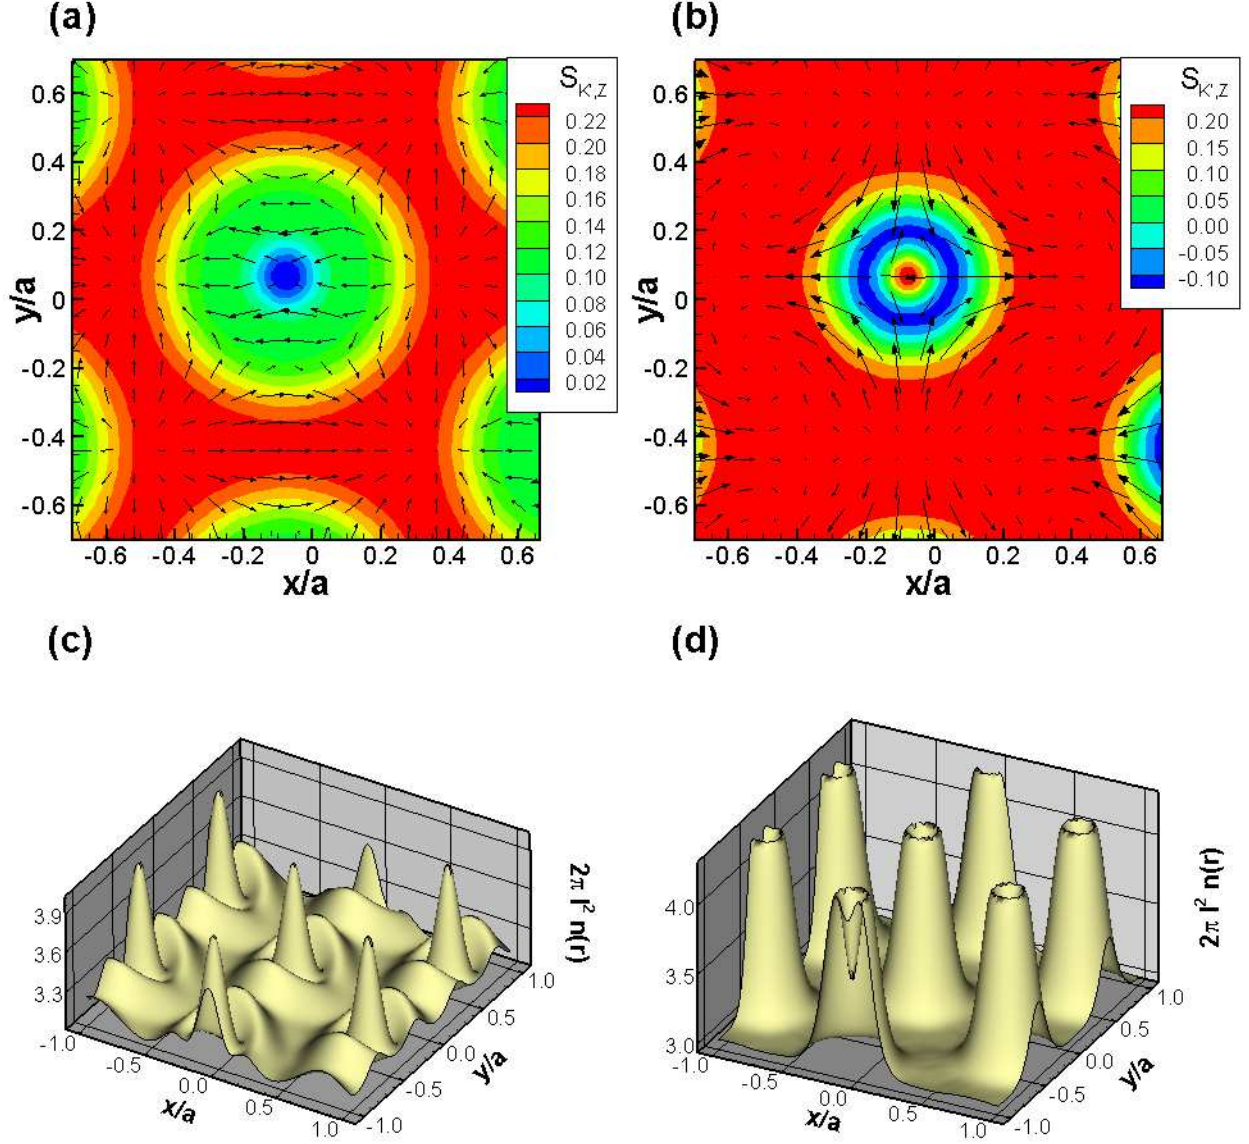 (a)
(b)
S_{K',Z}
0.22
0.20
0.18
0.16
0.14
0.12
0.10
0.08
0.06
0.04
0.02
0.6
0.4
0.2
0
-0.2
-0.4
-0.6
y/a
-0.6 -0.4 -0.2 0 0.2 0.4 0.6
x/a
S_{K',Z}
0.20
0.15
0.10
0.05
0.00
-0.05
-0.10
0.6
0.4
0.2
0
-0.2
-0.4
-0.6
y/a
-0.6 -0.4 -0.2 0 0.2 0.4 0.6
x/a
(c)
(d)
3.9
3.6
3.3
-1.0 -0.5 0.0 0.5 1.0
x/a
-1.0 -0.5 0.0 0.5 1.0
y/a
2π l² n(r)
4.0
3.5
3.0
-1.0 -0.5 0.0 0.5 1.0
x/a
-1.0 -0.5 0.0 0.5 1.0
y/a
2π l² n(r)